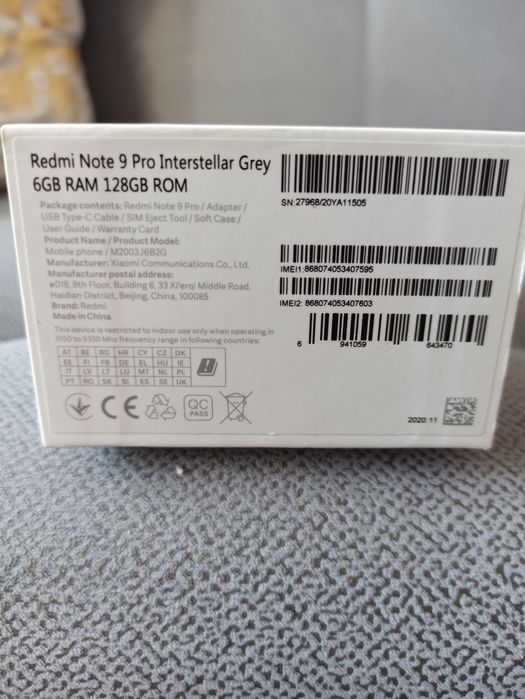 Redmi Note 9 Pro Interstellar Grey
6GB RAM 128GB ROM
Package contents: Redmi Note 9 Pro / Adapter /
USB Type-C Cable / SIM Eject Tool / Soft Case /
User Guide / Warranty Card
Product Name / Product Model:
Mobile phone / M2003J6B2G
Manufacturer: Xiaomi Communications Co., Ltd.
Manufacturer postal address:
#019, 9th Floor, Building 6, 33 Xi'erqi Middle Road,
Haidian District, Beijing, China, 100085
Brand: Redmi
Made in China
This device is restricted to indoor use only when operating in
5150 to 5350 Mhz frequency range in following countries:
AT BE BG HR CY CZ DK
EE FI FR DE EL HU IE
IT LV LT LU MT NL PL
PT RO SK SI ES SE UK
CE
QC
PASS
SN:27968/20YA11505
IMEI1:868074053407595
IMEI2: 868074053407603
6 941059 643470
2020.11